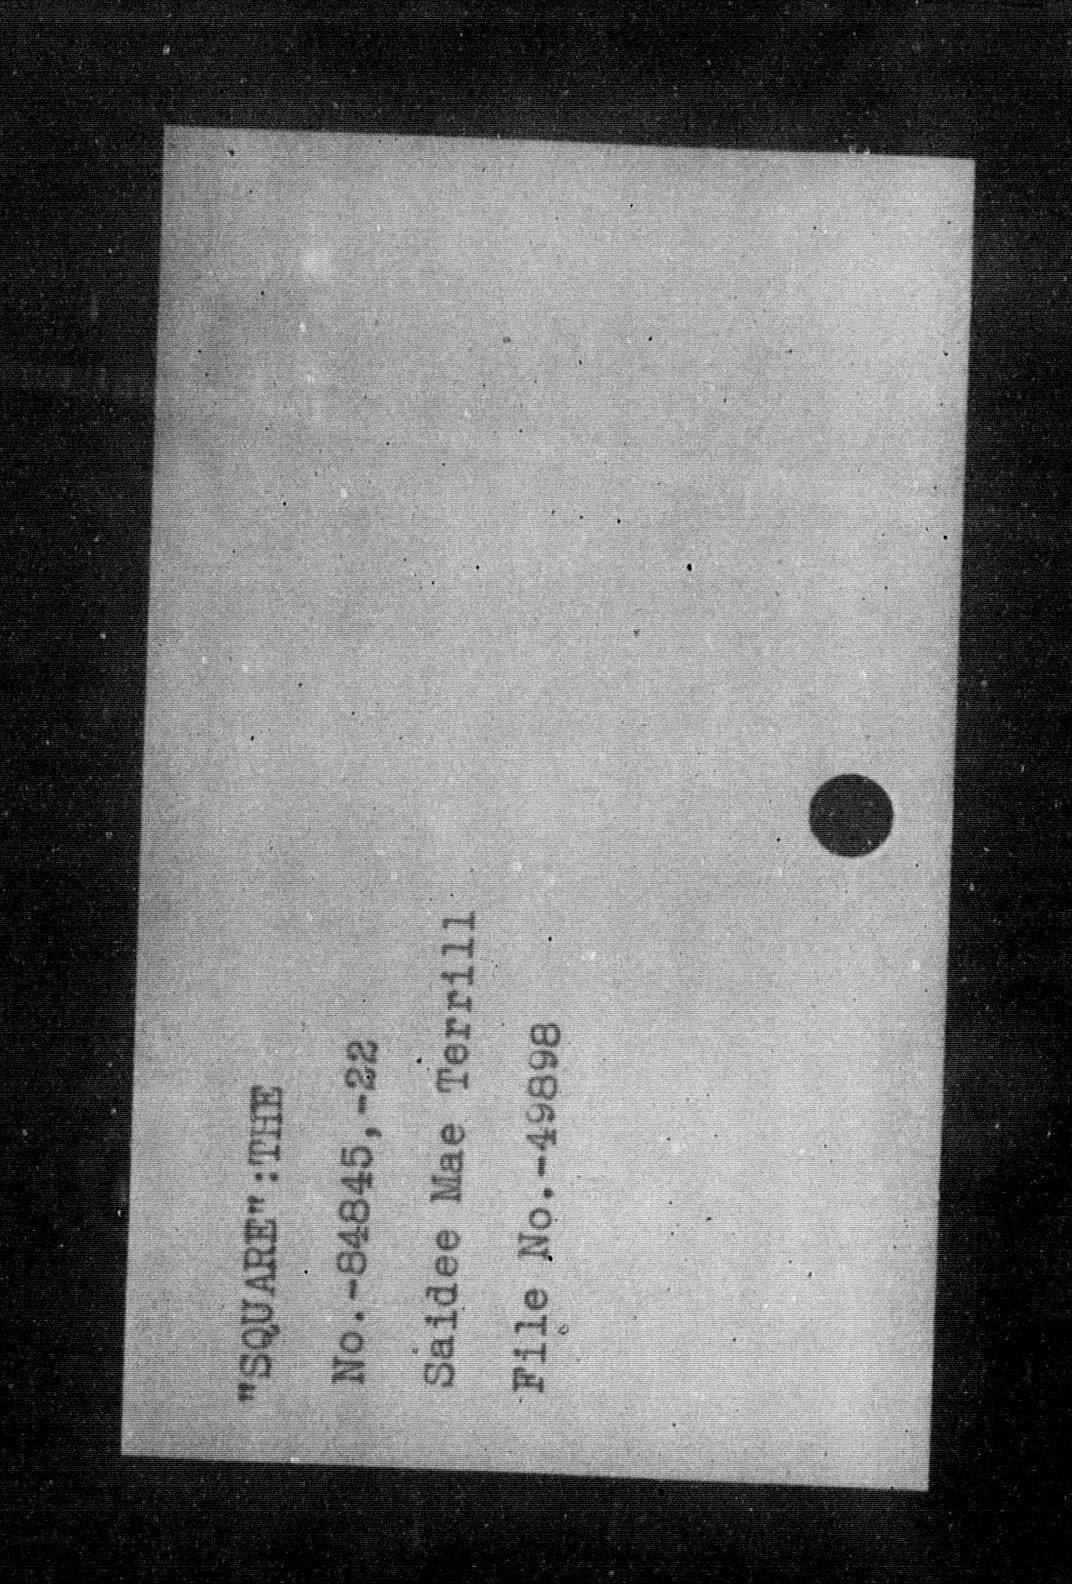 "SQUARE":THE
No.-84845,-22
Saidee Mae Terrill
File No.-49898